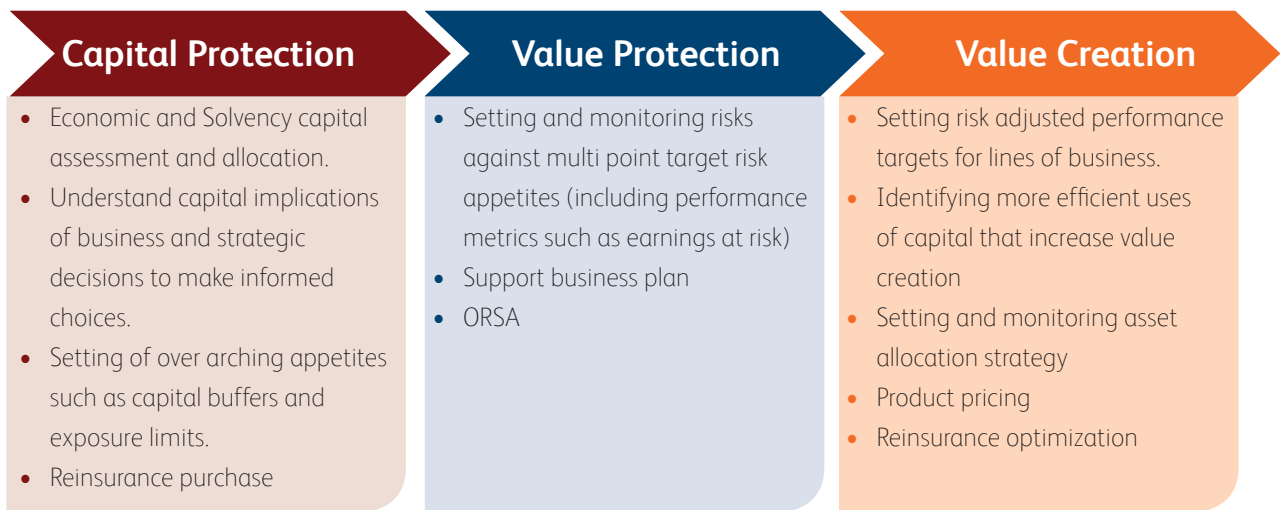 Capital Protection
• Economic and Solvency capital
assessment and allocation.
• Understand capital implications
of business and strategic
decisions to make informed
choices.
• Setting of over arching appetites
such as capital buffers and
exposure limits.
• Reinsurance purchase
Value Protection
• Setting and monitoring risks
against multi point target risk
appetites (including performance
metrics such as earnings at risk)
• Support business plan
• ORSA
Value Creation
• Setting risk adjusted performance
targets for lines of business.
• Identifying more efficient uses
of capital that increase value
creation
• Setting and monitoring asset
allocation strategy
• Product pricing
• Reinsurance optimization